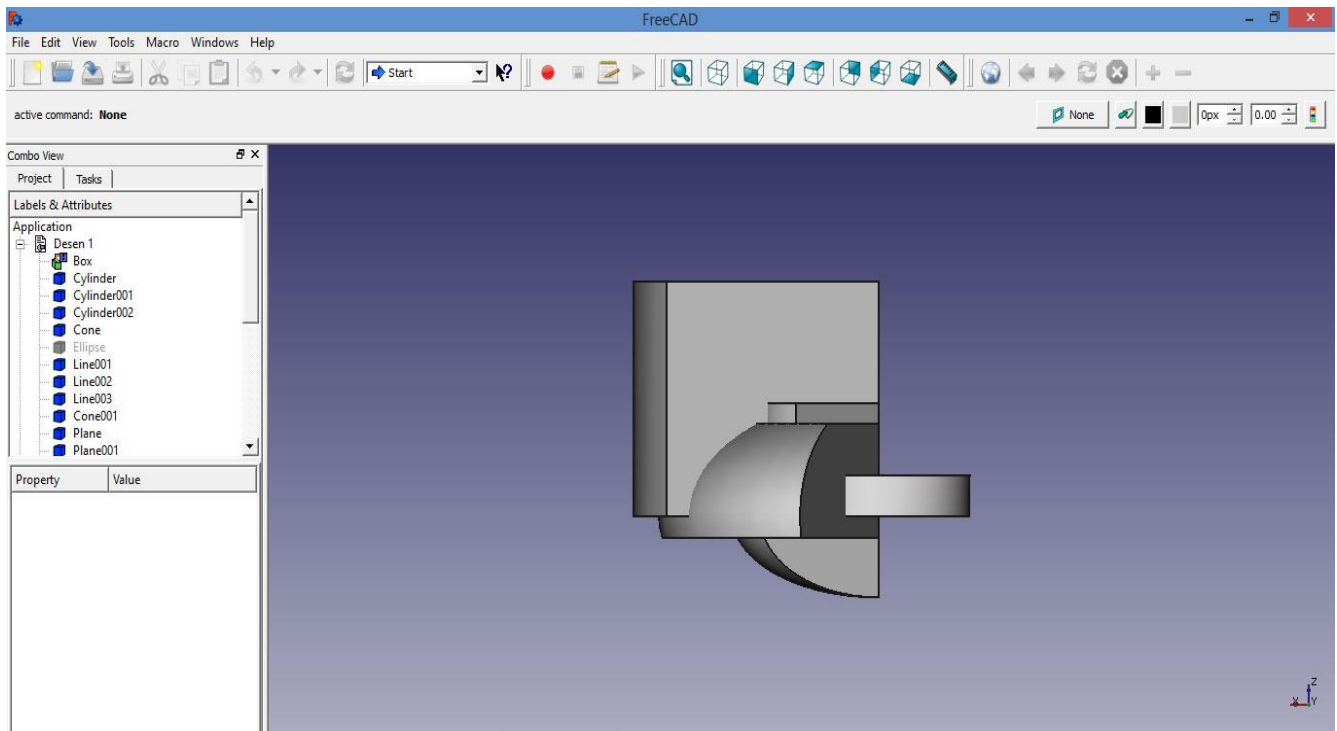 FreeCAD
File Edit View Tools Macro Windows Help
Start
active command: None
None
0px
0.00
Combo View
Project Tasks
Labels & Attributes
Application
Desen 1
Box
Cylinder
Cylinder001
Cylinder002
Cone
Ellipse
Line001
Line002
Line003
Cone001
Plane
Plane001
Property Value
Z
X Y